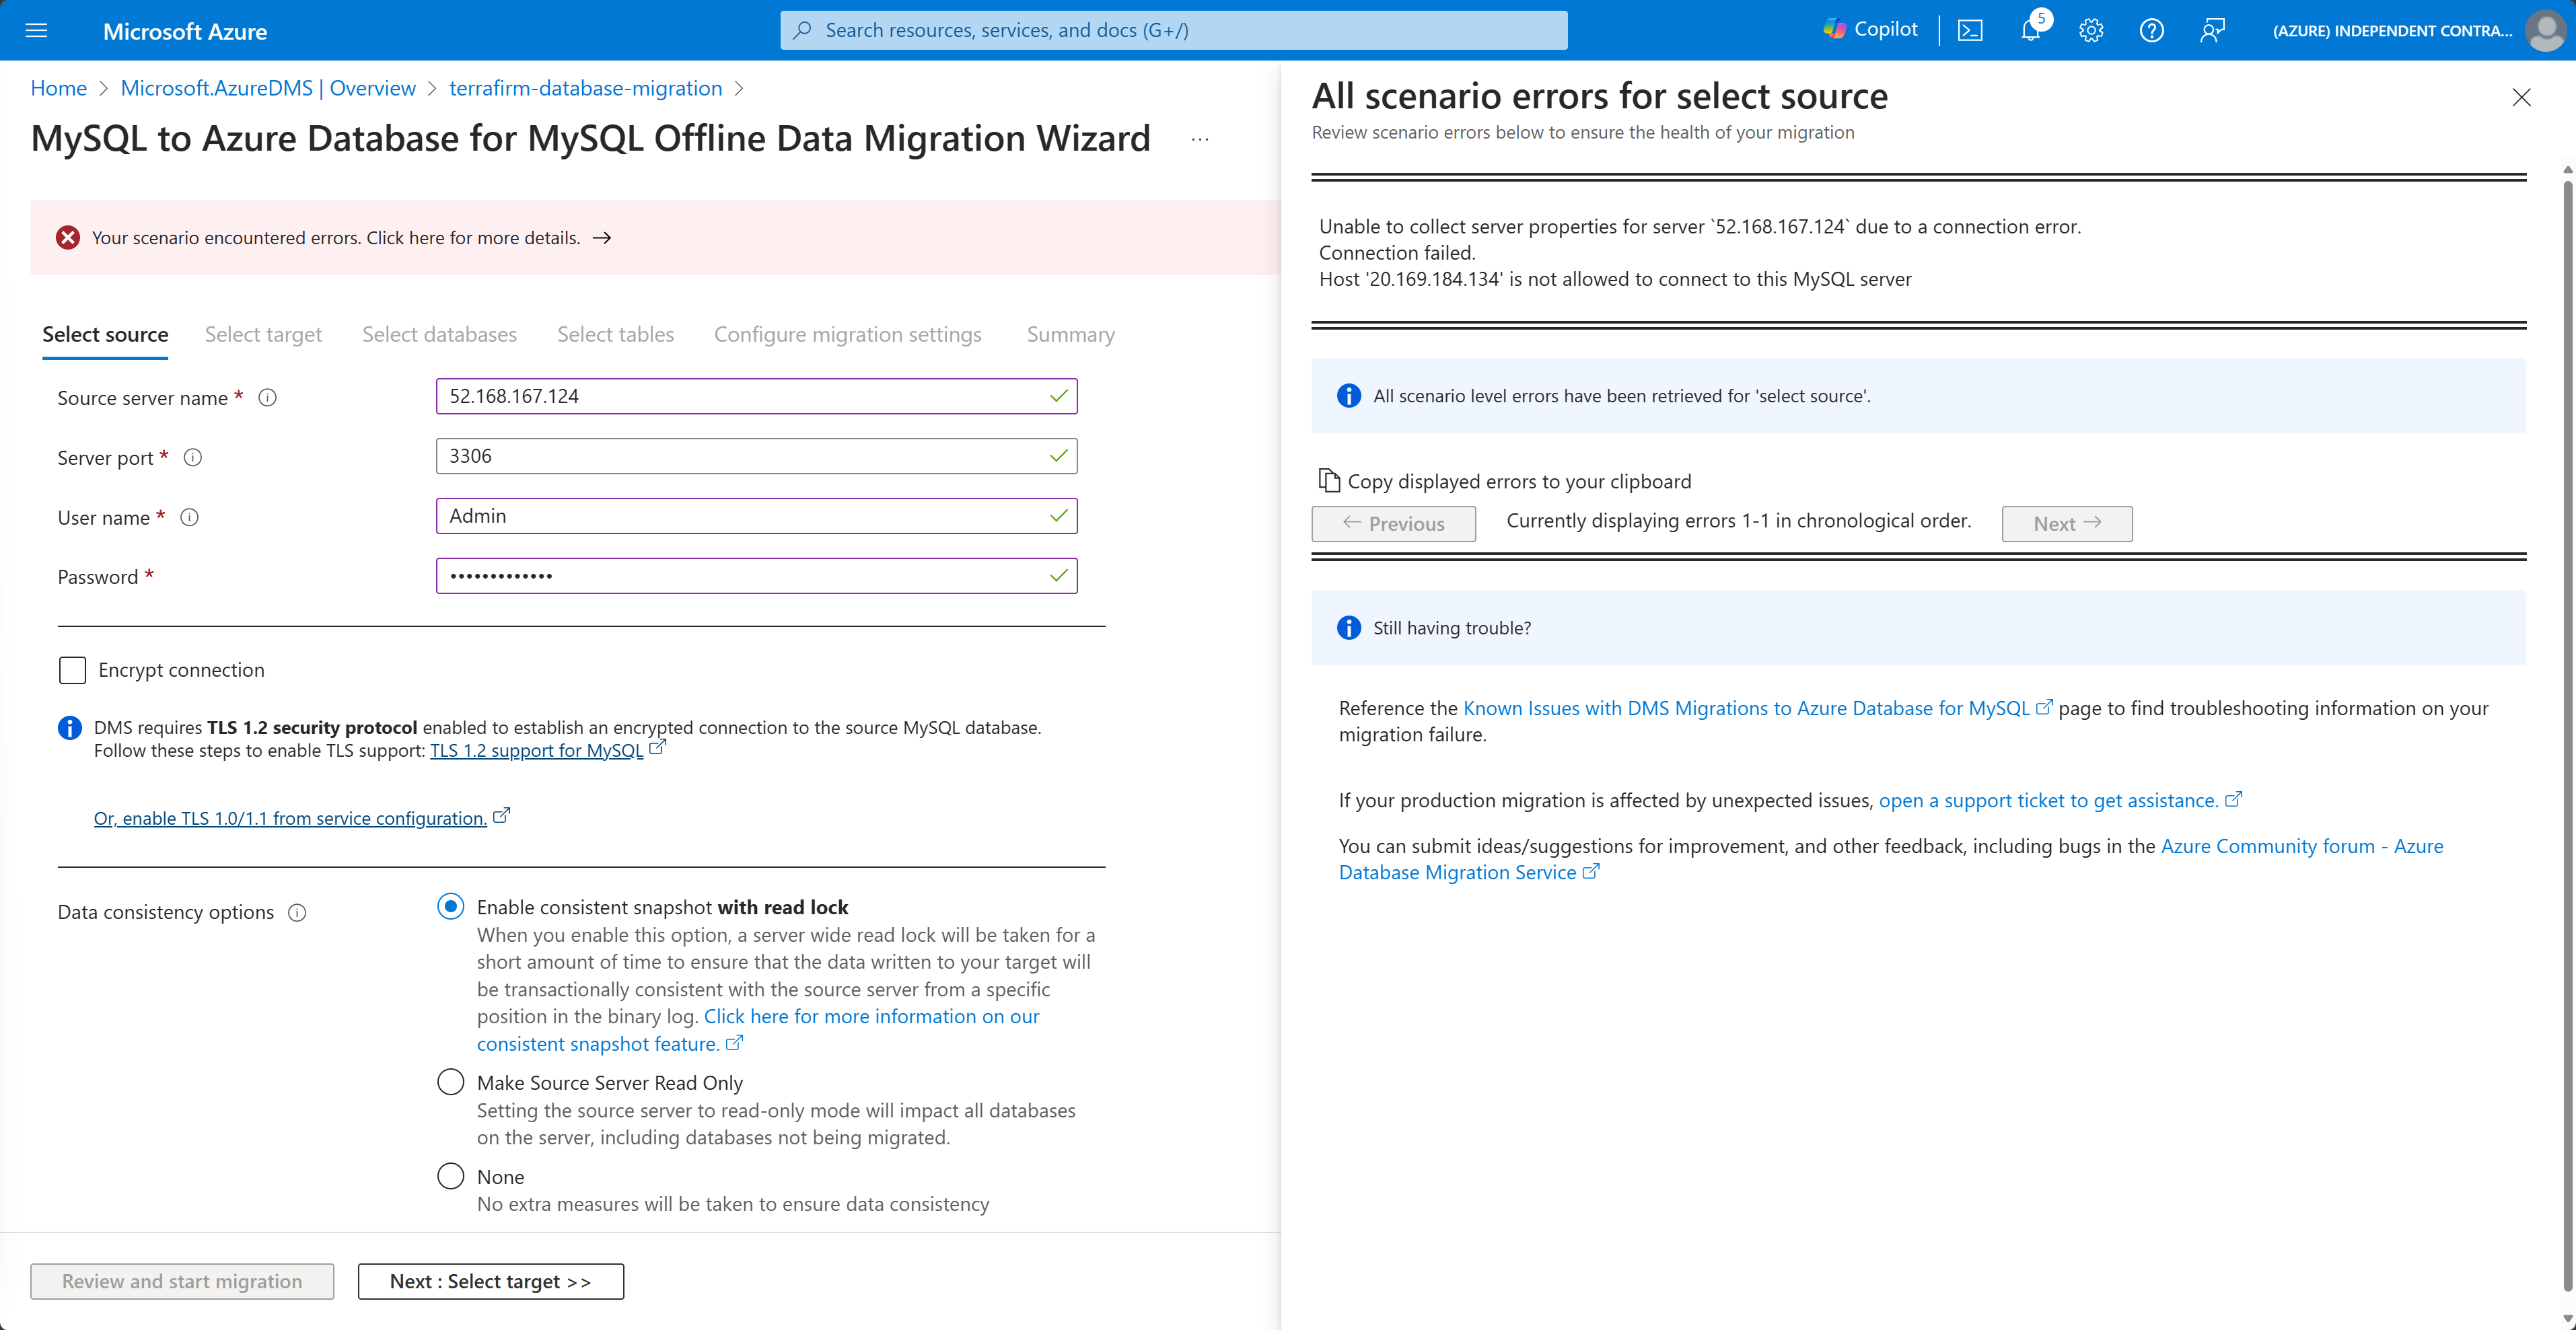 Microsoft Azure
Search resources, services, and docs (G+/)
Copilot
5
(AZURE) INDEPENDENT CONTRA...
Home > Microsoft.AzureDMS | Overview > terrafirm-database-migration >
MySQL to Azure Database for MySQL Offline Data Migration Wizard ...
Your scenario encountered errors. Click here for more details. →
Select source
Select target
Select databases
Select tables
Configure migration settings
Summary
Source server name *
52.168.167.124
Server port *
3306
User name *
Admin
Password *
•••••••••••••
Encrypt connection
DMS requires TLS 1.2 security protocol enabled to establish an encrypted connection to the source MySQL database.
Follow these steps to enable TLS support: TLS 1.2 support for MySQL
Or, enable TLS 1.0/1.1 from service configuration.
Data consistency options
Enable consistent snapshot with read lock
When you enable this option, a server wide read lock will be taken for a
short amount of time to ensure that the data written to your target will
be transactionally consistent with the source server from a specific
position in the binary log. Click here for more information on our
consistent snapshot feature.
Make Source Server Read Only
Setting the source server to read-only mode will impact all databases
on the server, including databases not being migrated.
None
No extra measures will be taken to ensure data consistency
Review and start migration
Next : Select target >>
All scenario errors for select source
Review scenario errors below to ensure the health of your migration
Unable to collect server properties for server `52.168.167.124` due to a connection error.
Connection failed.
Host '20.169.184.134' is not allowed to connect to this MySQL server
All scenario level errors have been retrieved for 'select source'.
Copy displayed errors to your clipboard
← Previous
Currently displaying errors 1-1 in chronological order.
Next →
Still having trouble?
Reference the Known Issues with DMS Migrations to Azure Database for MySQL page to find troubleshooting information on your
migration failure.
If your production migration is affected by unexpected issues, open a support ticket to get assistance.
You can submit ideas/suggestions for improvement, and other feedback, including bugs in the Azure Community forum - Azure
Database Migration Service